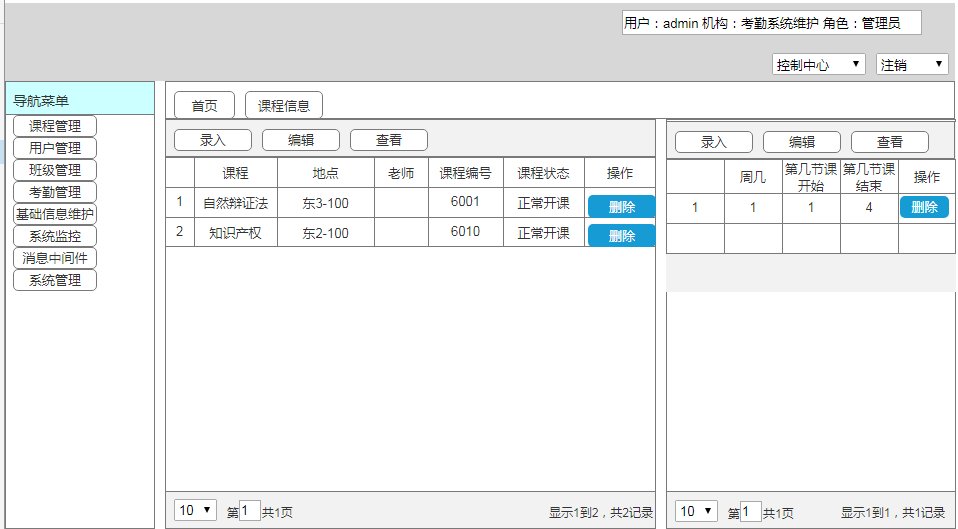 用户：admin 机构：考勤系统维护 角色：管理员
控制中心 注销
导航菜单
课程管理
用户管理
班级管理
考勤管理
基础信息维护
系统监控
消息中间件
系统管理
首页 课程信息
录入 编辑 查看
课程 地点 老师 课程编号 课程状态 操作
1 自然辩证法 东3-100 6001 正常开课 删除
2 知识产权 东2-100 6010 正常开课 删除
10 第1共1页 显示1到2，共2记录
录入 编辑 查看
周几 第几节课开始 第几节课结束 操作
1 1 1 4 删除
10 第1共1页 显示1到1，共1记录